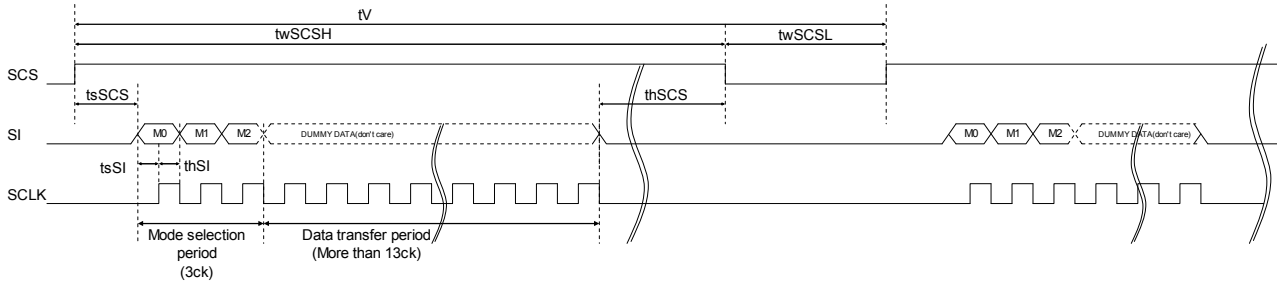 tV
twSCSH
twSCSL
SCS
tsSCS
thSCS
SI
M0
M1
M2
DUMMY DATA(don't care)
M0
M1
M2
DUMMY DATA(don't care)
tsSI
thSI
SCLK
Mode selection
period
(3ck)
Data transfer period
(More than 13ck)